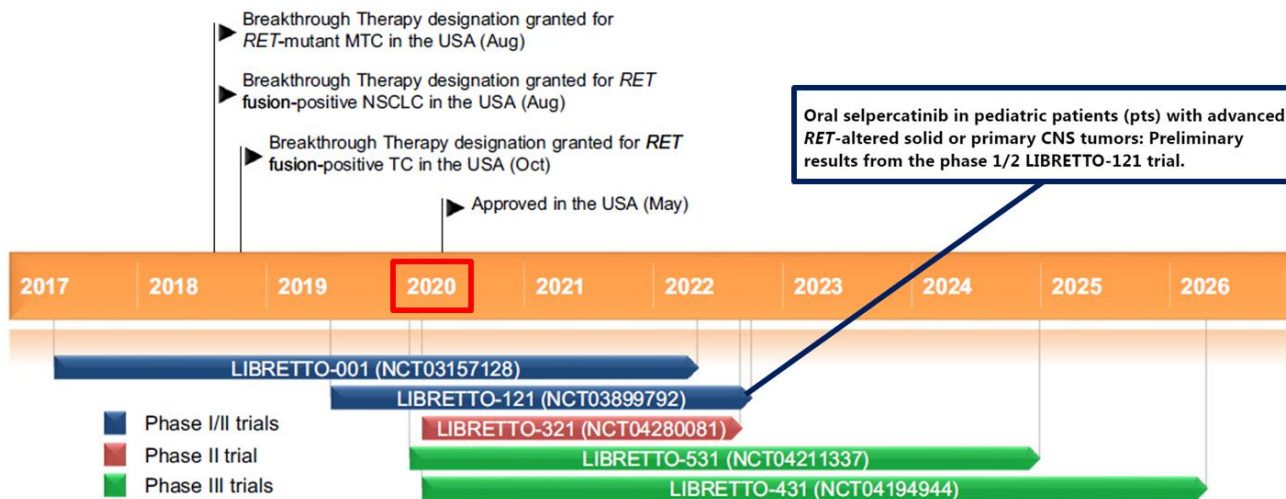 Breakthrough Therapy designation granted for
RET-mutant MTC in the USA (Aug)
Breakthrough Therapy designation granted for RET
fusion-positive NSCLC in the USA (Aug)
Breakthrough Therapy designation granted for RET
fusion-positive TC in the USA (Oct)
Approved in the USA (May)
Oral selpercatinib in pediatric patients (pts) with advanced
RET-altered solid or primary CNS tumors: Preliminary
results from the phase 1/2 LIBRETTO-121 trial.
2017 2018 2019 2020 2021 2022 2023 2024 2025 2026
LIBRETTO-001 (NCT03157128)
LIBRETTO-121 (NCT03899792)
LIBRETTO-321 (NCT04280081)
LIBRETTO-531 (NCT04211337)
LIBRETTO-431 (NCT04194944)
Phase I/II trials
Phase II trial
Phase III trials